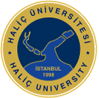 HALİÇ ÜNİVERSİTESİ
İSTANBUL
1998
HALİÇ UNIVERSITY